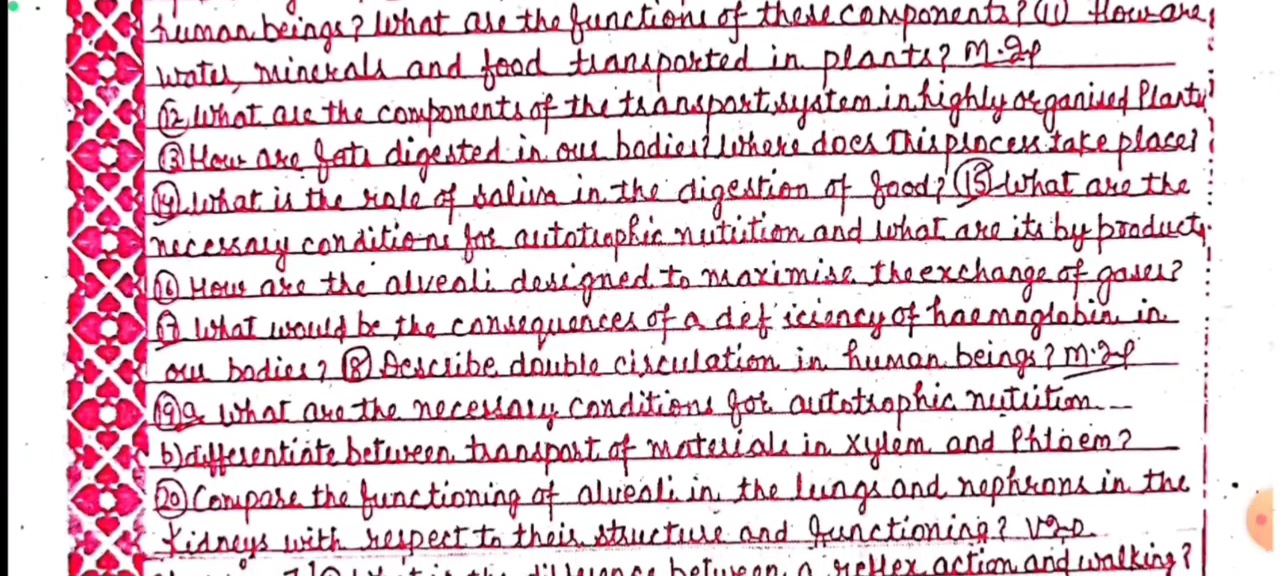 human beings? What are the functions of these components? (11) How are
water, minerals and food transported in plants? M.2P
(12) What are the components of the transport system in highly organised Plants?
(13) How are fats digested in our bodies? Where does This process take place?
(14) What is the role of saliva in the digestion of food? (15) What are the
necessary conditions for autotrophic nutrition and what are its by products.
(16) How are the alveoli designed to maximise the exchange of gases?
(17) What would be the consequences of a deficiency of haemoglobin in
our bodies? (18) Describe double circulation in human beings? M.2P
(19) a What are the necessary conditions for autotrophic nutrition
b) differentiate between transport of materials in xylem and Phloem?
(20) Compare the functioning of alveoli in the lungs and nephrons in the
kidneys with respect to their structure and functioning?
is the difference between a reflex action and walking?